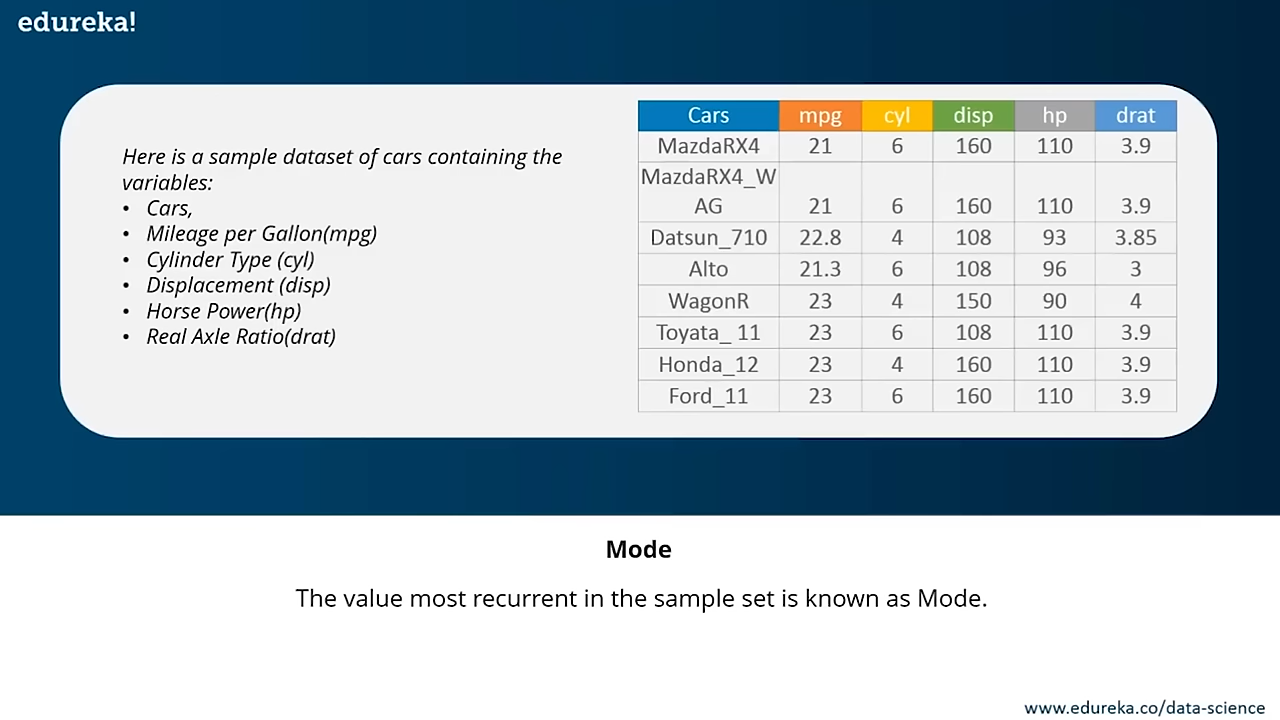 edureka!
Here is a sample dataset of cars containing the
variables:
• Cars,
• Mileage per Gallon(mpg)
• Cylinder Type (cyl)
• Displacement (disp)
• Horse Power(hp)
• Real Axle Ratio(drat)
Cars mpg cyl disp hp drat
MazdaRX4 21 6 160 110 3.9
MazdaRX4_W
AG 21 6 160 110 3.9
Datsun_710 22.8 4 108 93 3.85
Alto 21.3 6 108 96 3
WagonR 23 4 150 90 4
Toyata_ 11 23 6 108 110 3.9
Honda_12 23 4 160 110 3.9
Ford_11 23 6 160 110 3.9
Mode
The value most recurrent in the sample set is known as Mode.
www.edureka.co/data-science